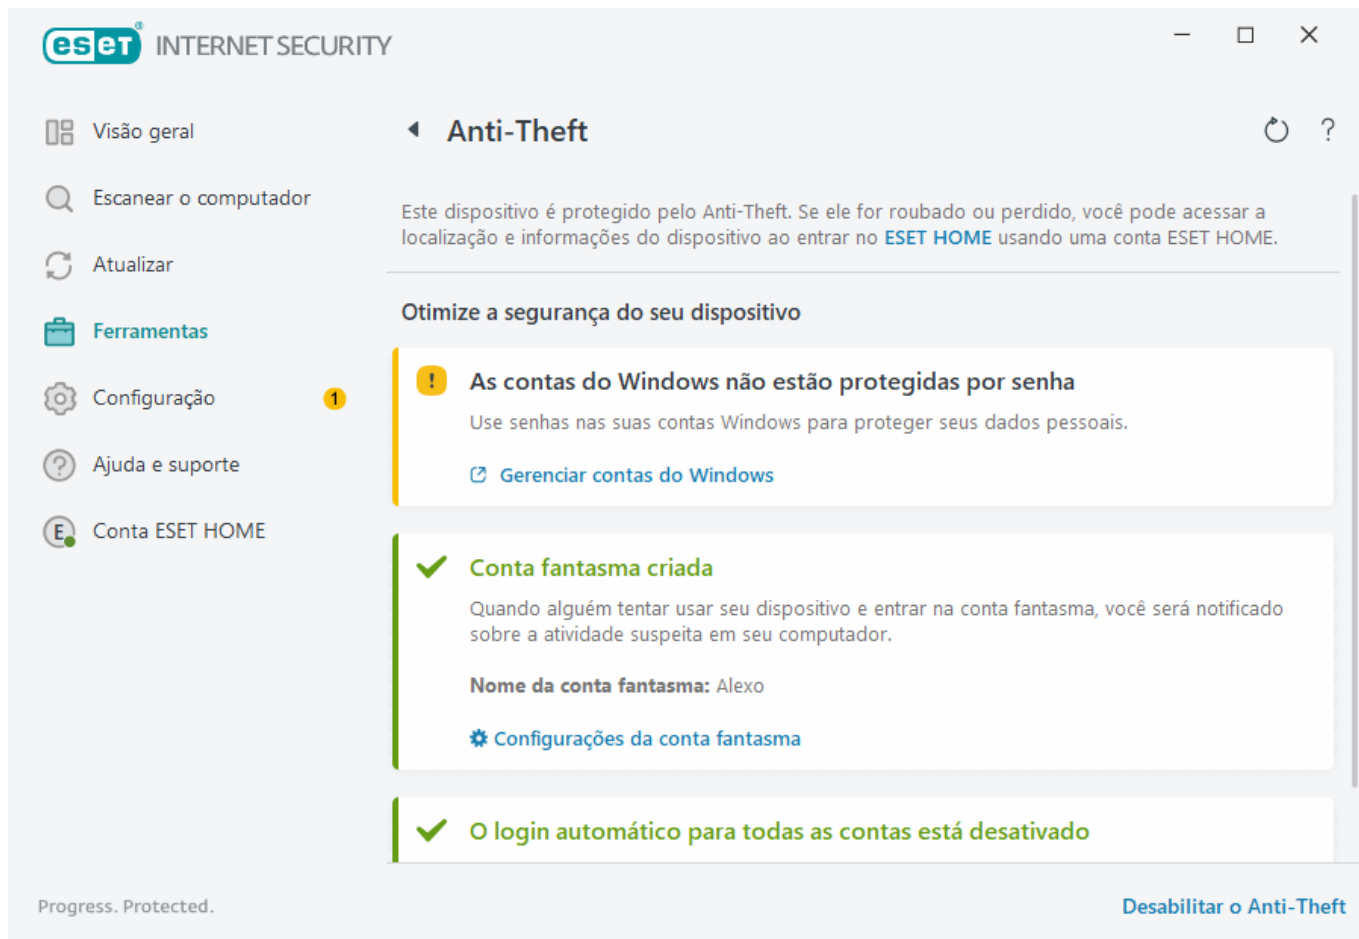 eset® INTERNET SECURITY
Visão geral
Escanear o computador
Atualizar
Ferramentas
Configuração 1
Ajuda e suporte
E Conta ESET HOME
Anti-Theft ?
Este dispositivo é protegido pelo Anti-Theft. Se ele for roubado ou perdido, você pode acessar a
localização e informações do dispositivo ao entrar no ESET HOME usando uma conta ESET HOME.
Otimize a segurança do seu dispositivo
! As contas do Windows não estão protegidas por senha
Use senhas nas suas contas Windows para proteger seus dados pessoais.
Gerenciar contas do Windows
Conta fantasma criada
Quando alguém tentar usar seu dispositivo e entrar na conta fantasma, você será notificado
sobre a atividade suspeita em seu computador.
Nome da conta fantasma: Alexo
Configurações da conta fantasma
O login automático para todas as contas está desativado
Progress. Protected.
Desabilitar o Anti-Theft